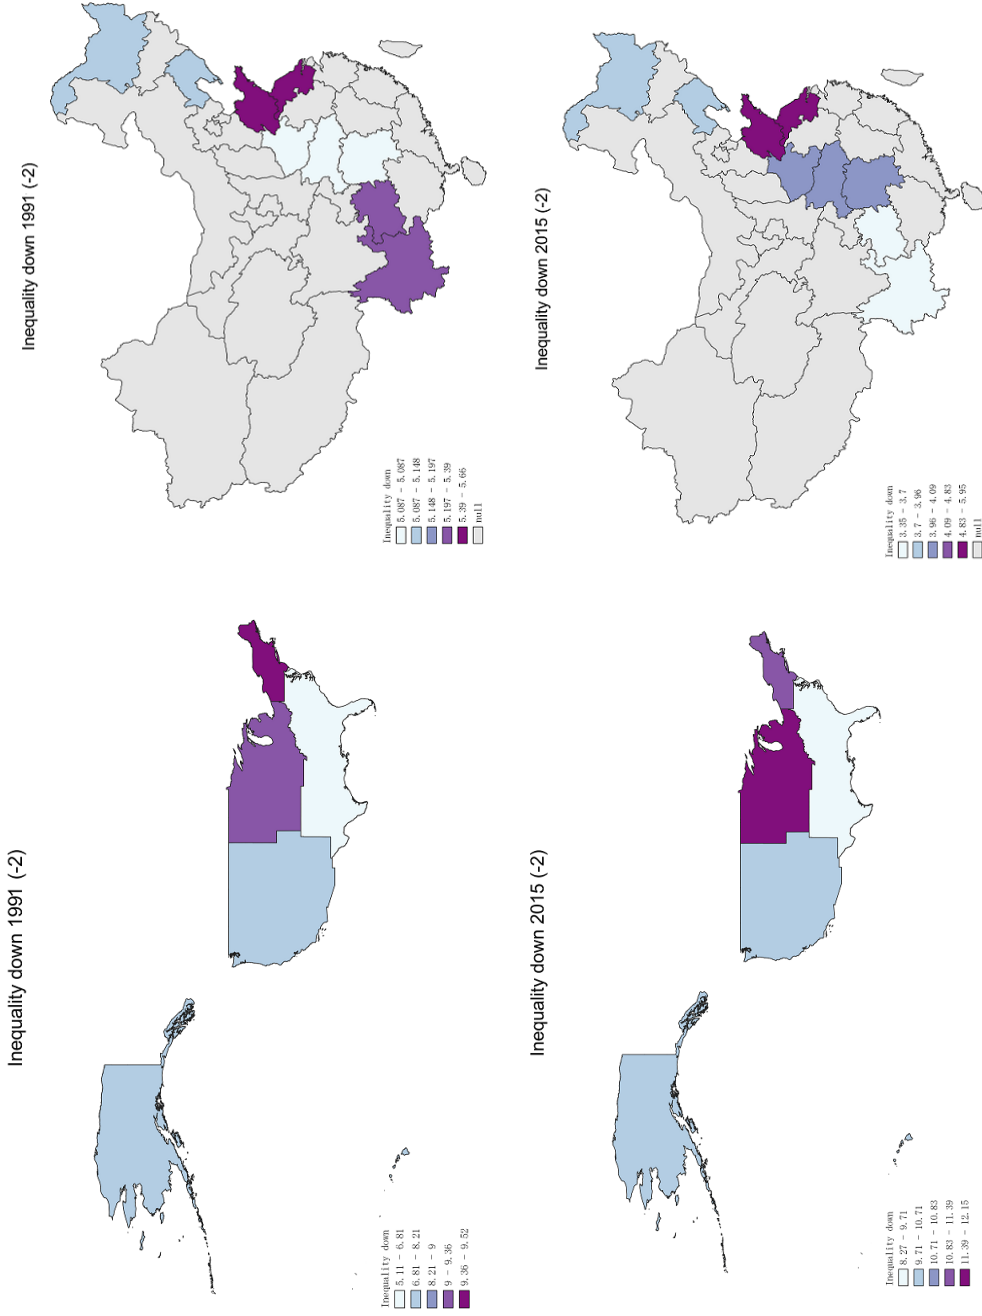 Inequality down 1991 (-2)
Inequality down
5.11 - 6.81
6.81 - 8.21
8.21 - 9
9 - 9.36
9.36 - 9.52
Inequality down 1991 (-2)
Inequality down
5.087 - 5.087
5.087 - 5.148
5.148 - 5.197
5.197 - 5.39
5.39 - 5.66
null
Inequality down 2015 (-2)
Inequality down
8.27 - 9.71
9.71 - 10.71
10.71 - 10.83
10.83 - 11.39
11.39 - 12.15
Inequality down 2015 (-2)
Inequality down
3.35 - 3.7
3.7 - 3.96
3.96 - 4.09
4.09 - 4.83
4.83 - 5.95
null